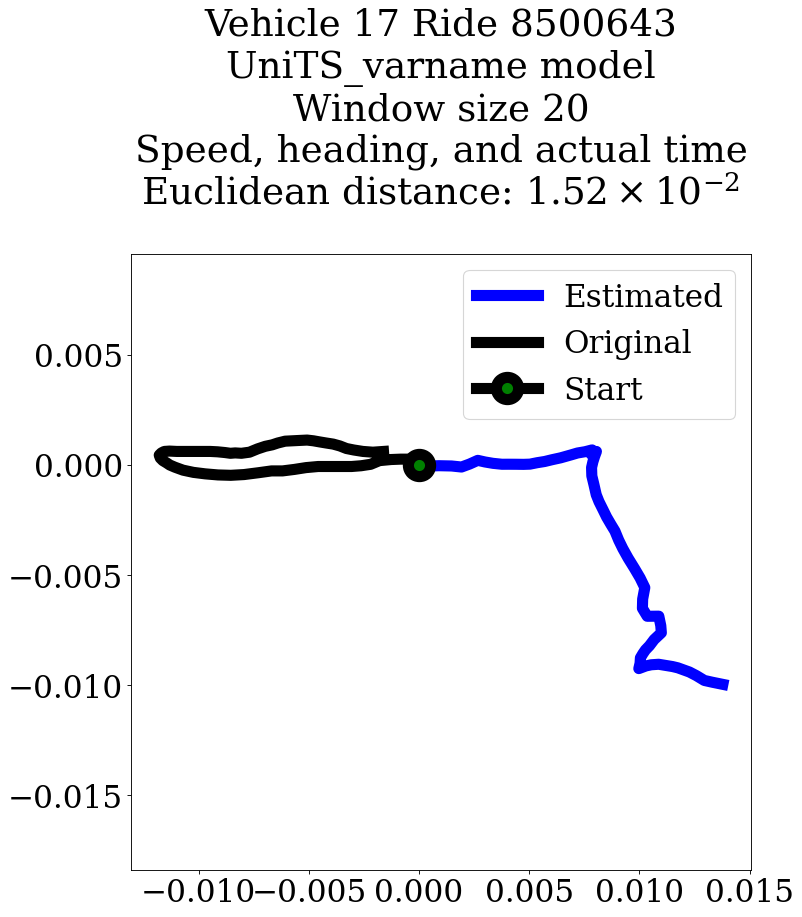 Vehicle 17 Ride 8500643
UniTS_varname model
Window size 20
Speed, heading, and actual time
Euclidean distance: 1.52 × 10⁻²
Estimated
Original
Start
0.005
0.000
−0.005
−0.010
−0.015
−0.010
−0.005
0.000
0.005
0.010
0.015